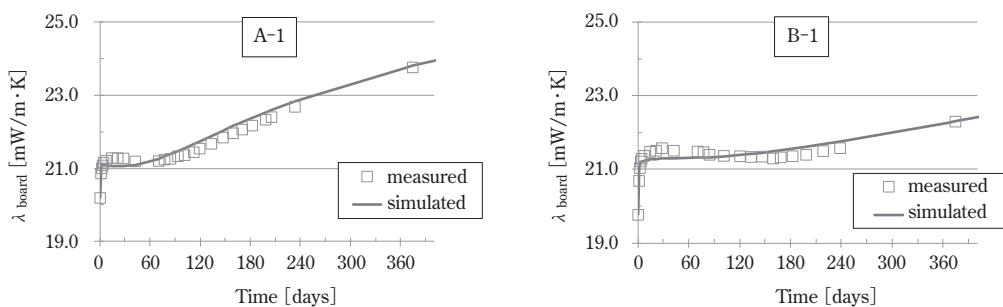 A-1
25.0
23.0
21.0
19.0
λ board [mW/m・K]
measured
simulated
0 60 120 180 240 300 360
Time [days]
B-1
25.0
23.0
21.0
19.0
λ board [mW/m・K]
measured
simulated
0 60 120 180 240 300 360
Time [days]